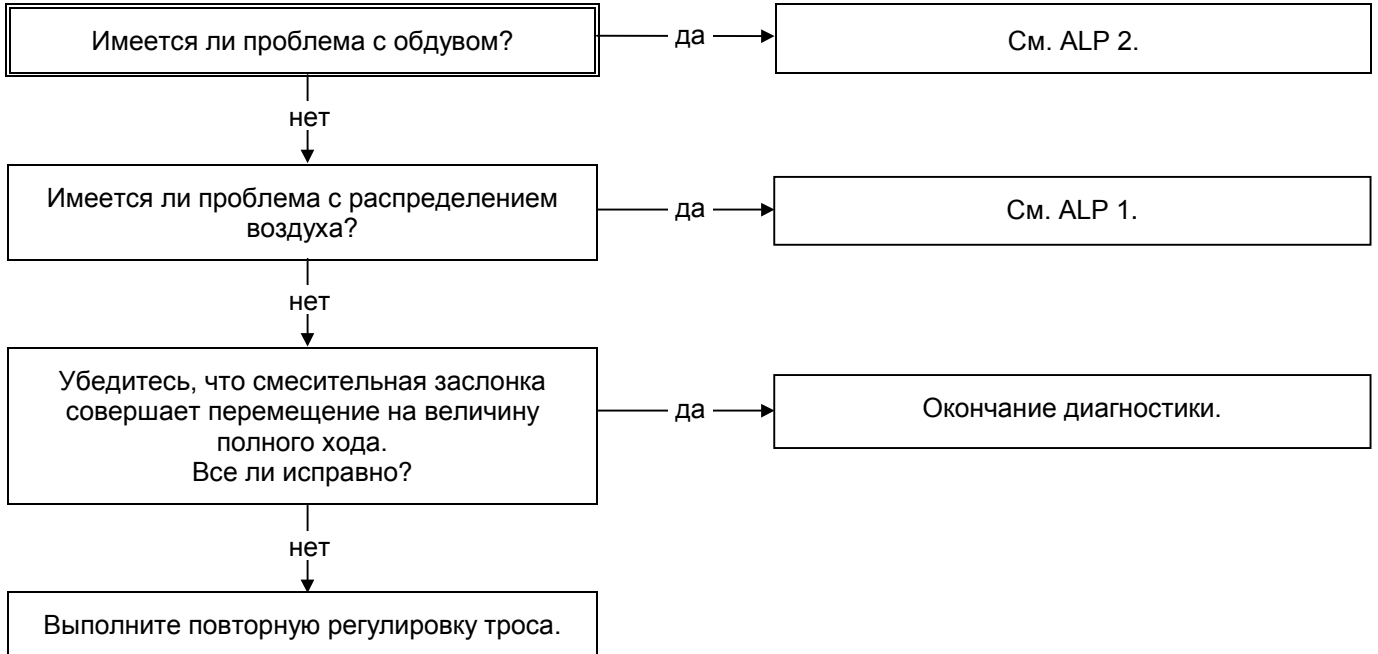 Имеется ли проблема с обдувом?
да
См. ALP 2.
нет
Имеется ли проблема с распределением
воздуха?
да
См. ALP 1.
нет
Убедитесь, что смесительная заслонка
совершает перемещение на величину
полного хода.
Все ли исправно?
да
Окончание диагностики.
нет
Выполните повторную регулировку троса.